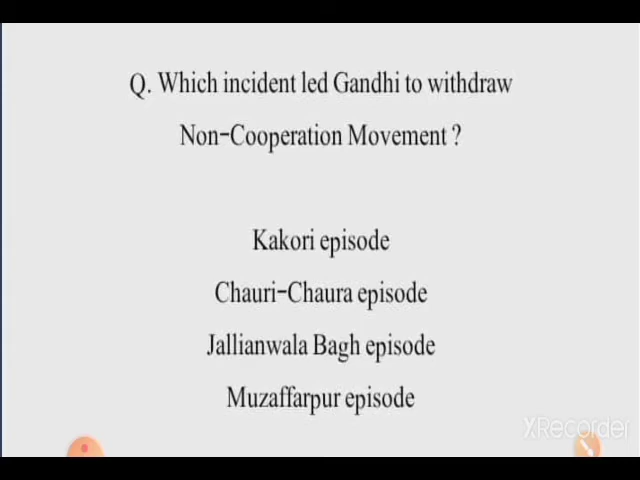 Q. Which incident led Gandhi to withdraw
Non-Cooperation Movement ?
Kakori episode
Chauri-Chaura episode
Jallianwala Bagh episode
Muzaffarpur episode
XRecorder